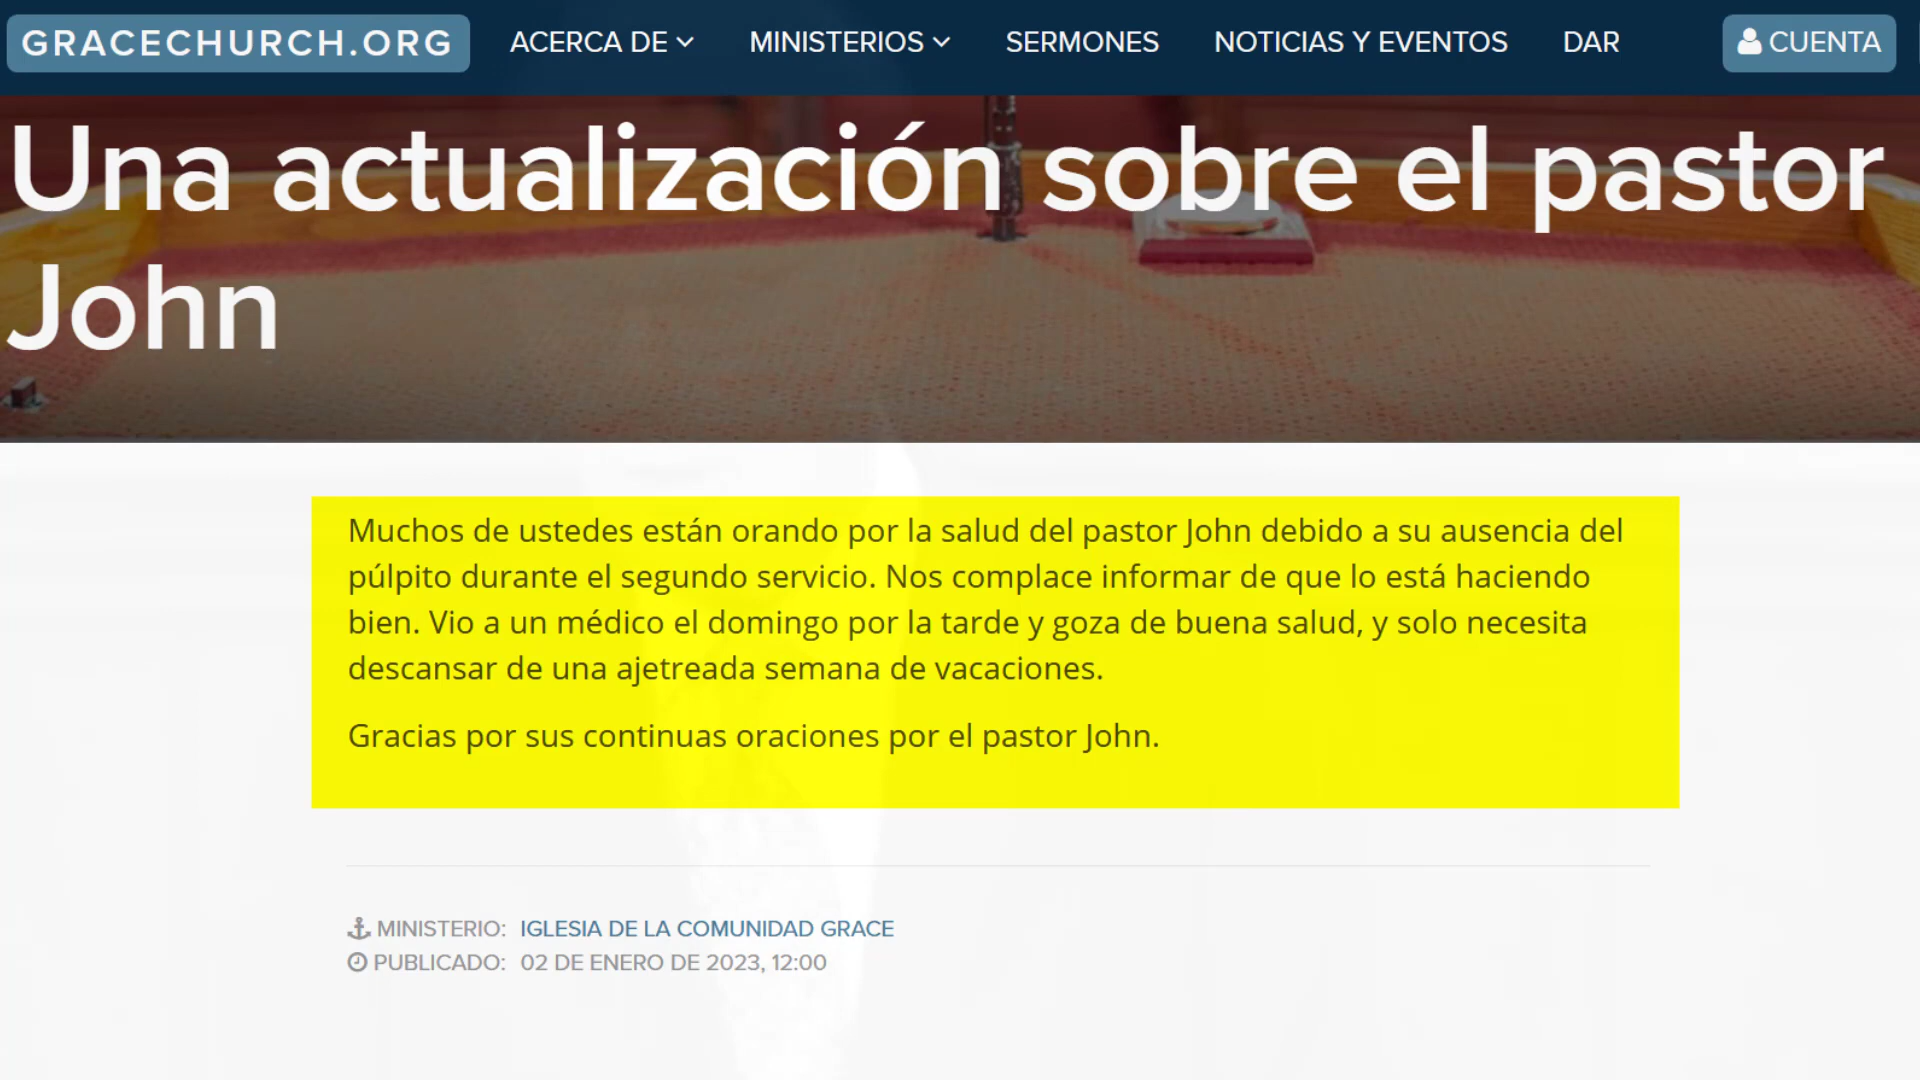 GRACECHURCH.ORG ACERCA DE MINISTERIOS SERMONES NOTICIAS Y EVENTOS DAR CUENTA
Una actualización sobre el pastor
John
Muchos de ustedes están orando por la salud del pastor John debido a su ausencia del
púlpito durante el segundo servicio. Nos complace informar de que lo está haciendo
bien. Vio a un médico el domingo por la tarde y goza de buena salud, y solo necesita
descansar de una ajetreada semana de vacaciones.
Gracias por sus continuas oraciones por el pastor John.
MINISTERIO: IGLESIA DE LA COMUNIDAD GRACE
PUBLICADO: 02 DE ENERO DE 2023, 12:00